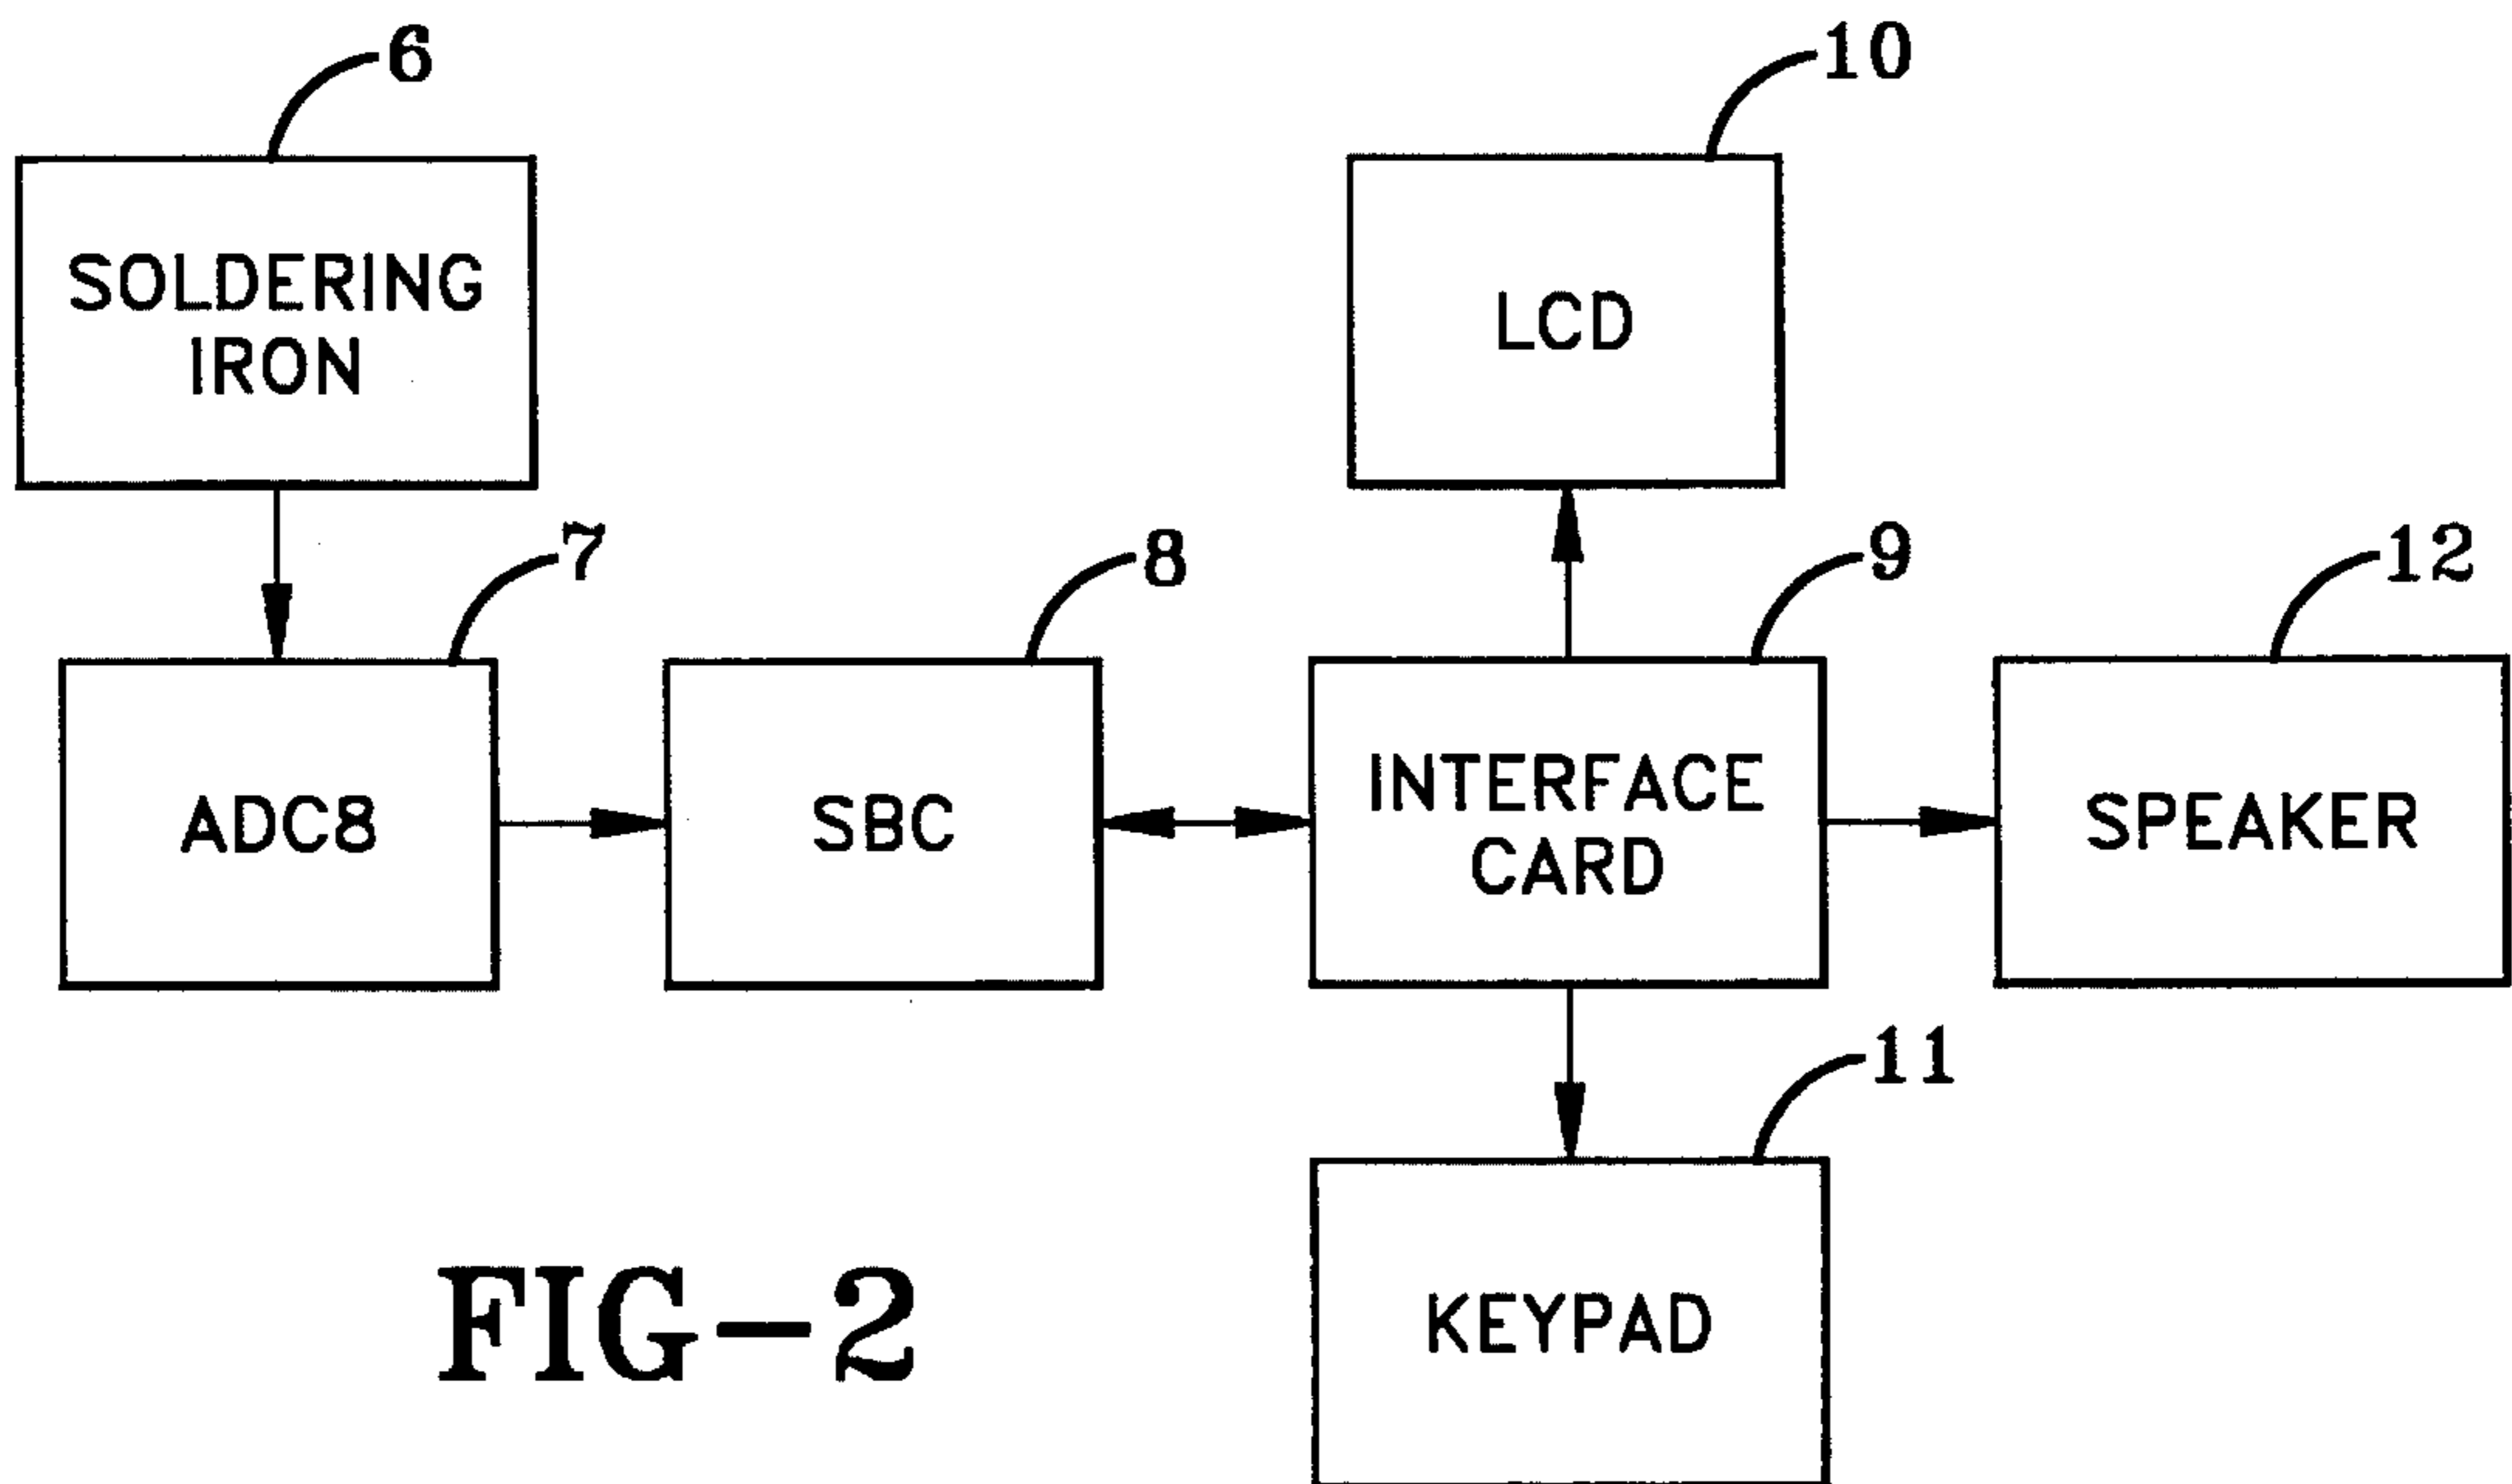 6
10
SOLDERING
IRON
LCD
7
8
9
12
ADC8
SBC
INTERFACE
CARD
SPEAKER
11
KEYPAD
FIG-2